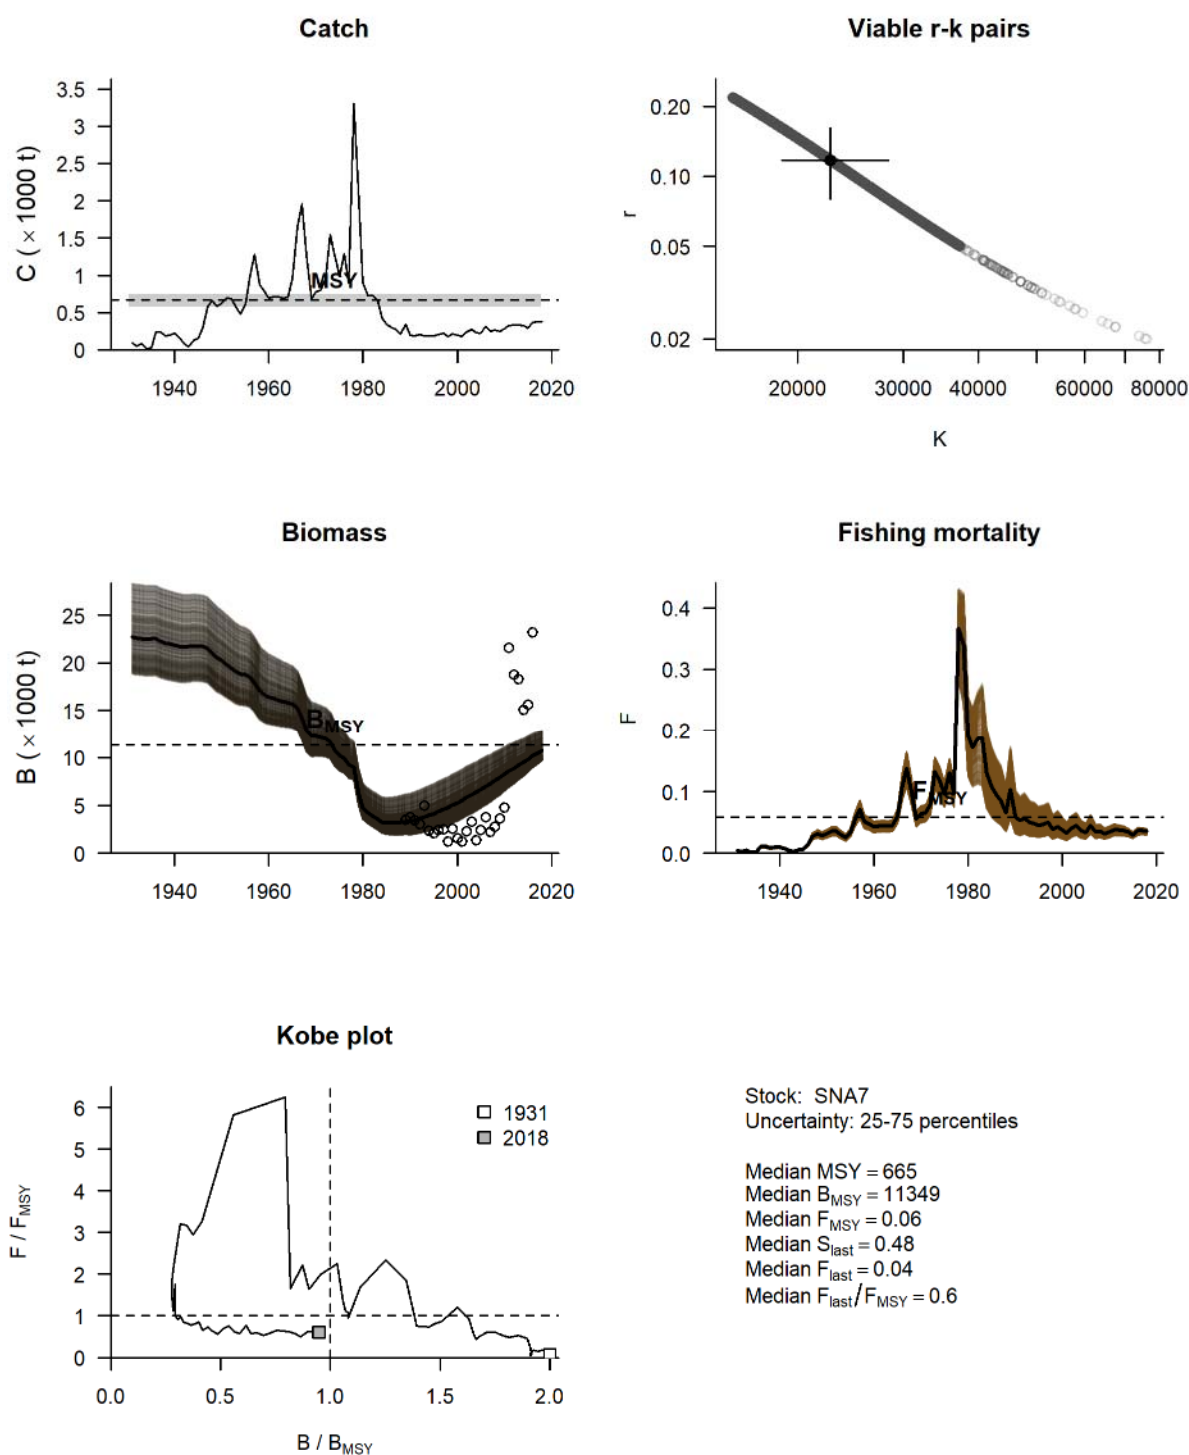 Catch
C ( × 1000 t)
3.5
3
2.5
2
1.5
1
0.5
0
MSY
1940
1960
1980
2000
2020
Viable r-k pairs
r
0.20
0.10
0.05
0.02
20000
30000
40000
60000
80000
K
Biomass
B ( × 1000 t)
25
20
15
10
5
0
BMSY
1940
1960
1980
2000
2020
Fishing mortality
F
0.4
0.3
0.2
0.1
0.0
FMSY
1940
1960
1980
2000
2020
Kobe plot
F / FMSY
6
5
4
3
2
1
0
1931
2018
0.0
0.5
1.0
1.5
2.0
B / BMSY
Stock: SNA7
Uncertainty: 25-75 percentiles
Median MSY = 665
Median BMSY = 11349
Median FMSY = 0.06
Median Slast = 0.48
Median Flast = 0.04
Median Flast/FMSY = 0.6